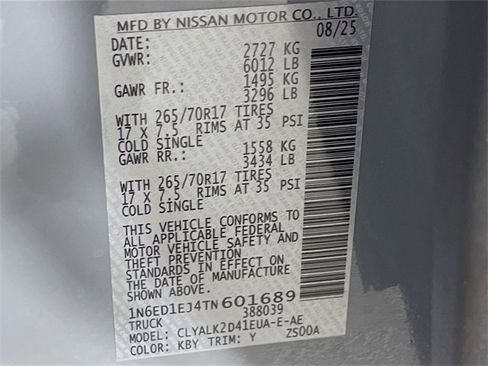 MFD BY NISSAN MOTOR CO., LTD.
DATE: 08/25
GVWR: 2727 KG
6012 LB
GAWR FR.: 1495 KG
3296 LB
WITH 265/70R17 TIRES
17 X 7.5 RIMS AT 35 PSI
COLD SINGLE
GAWR RR.: 1558 KG
3434 LB
WITH 265/70R17 TIRES
17 X 7.5 RIMS AT 35 PSI
COLD SINGLE
THIS VEHICLE CONFORMS TO
ALL APPLICABLE FEDERAL
MOTOR VEHICLE SAFETY AND
THEFT PREVENTION
STANDARDS IN EFFECT ON
THE DATE OF MANUFACTURE
SHOWN ABOVE.
1N6ED1EJ4TN601689
TRUCK 388039
MODEL: CLYALK2D41EUA-E-AE
COLOR: KBY TRIM: Y ZS00A